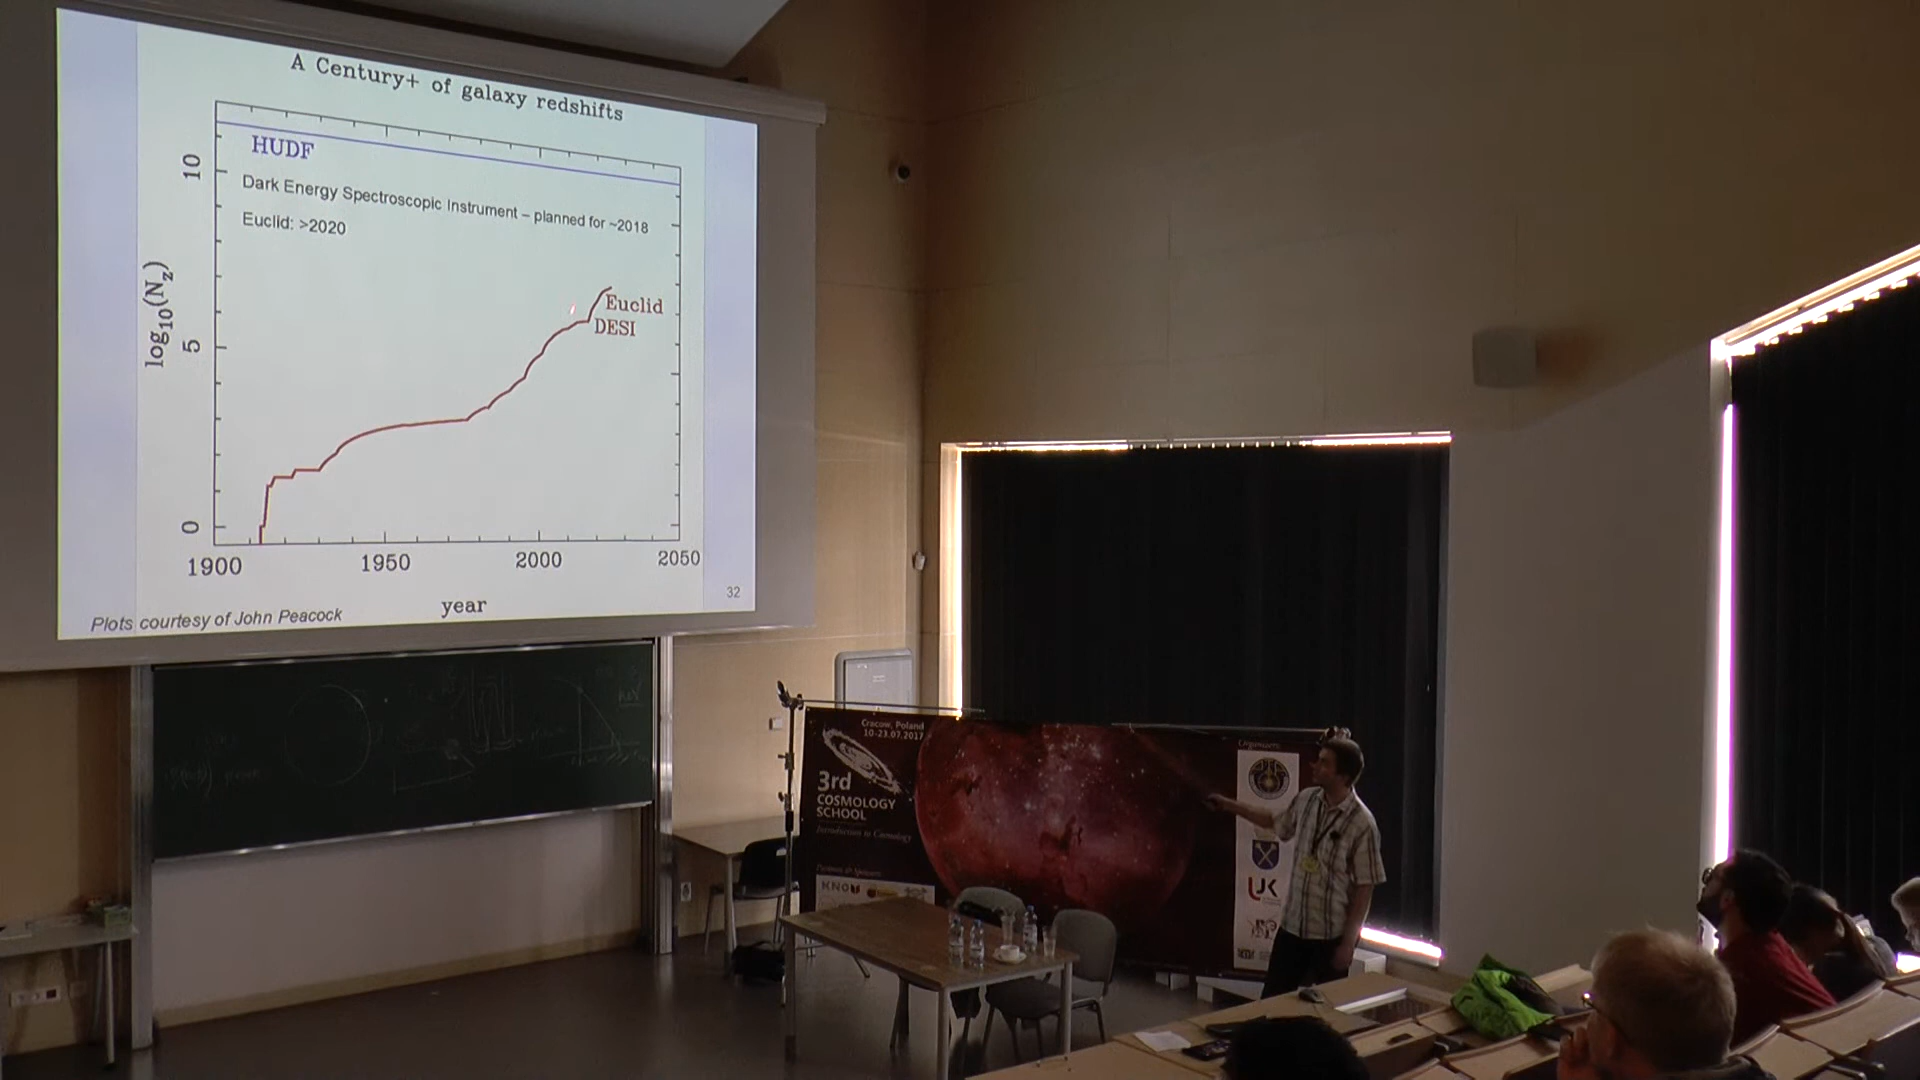 A Century+ of galaxy redshifts
HUDF
Dark Energy Spectroscopic Instrument – planned for ~2018
Euclid: >2020
log10(Nz)
10
5
0
Euclid
DESI
1900
1950
2000
2050
year
32
Plots courtesy of John Peacock
Cracow, Poland
10-23.07.2017
3rd
COSMOLOGY
SCHOOL
Introduction to Cosmology
Organizers:
KNOW
UJK